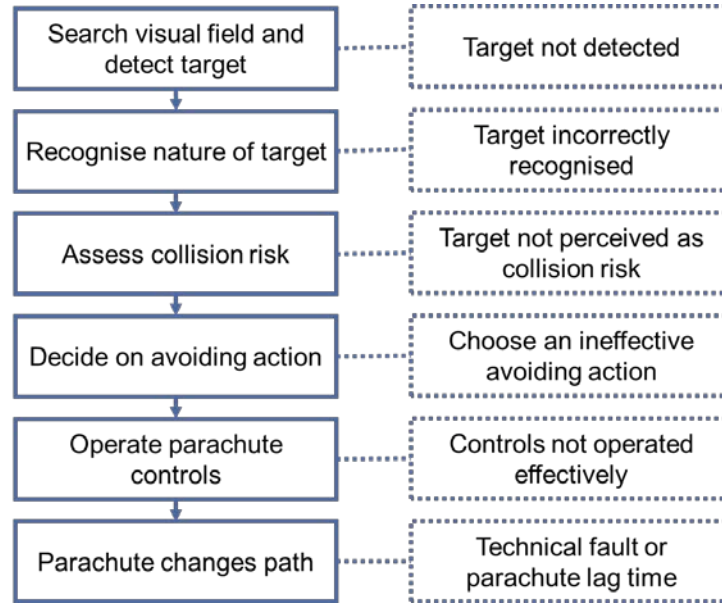 Search visual field and
detect target
Target not detected
Recognise nature of target
Target incorrectly
recognised
Assess collision risk
Target not perceived as
collision risk
Decide on avoiding action
Choose an ineffective
avoiding action
Operate parachute
controls
Controls not operated
effectively
Parachute changes path
Technical fault or
parachute lag time